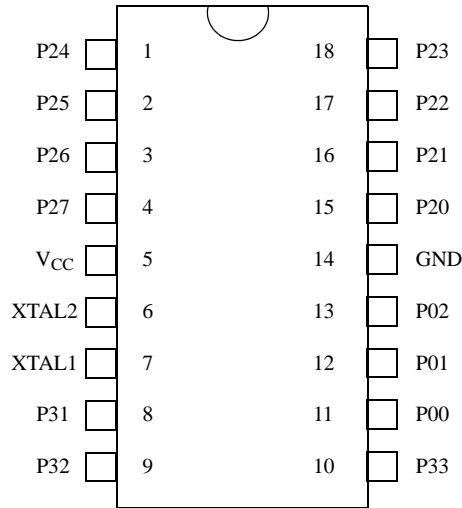 P24 1 18 P23
P25 2 17 P22
P26 3 16 P21
P27 4 15 P20
VCC 5 14 GND
XTAL2 6 13 P02
XTAL1 7 12 P01
P31 8 11 P00
P32 9 10 P33